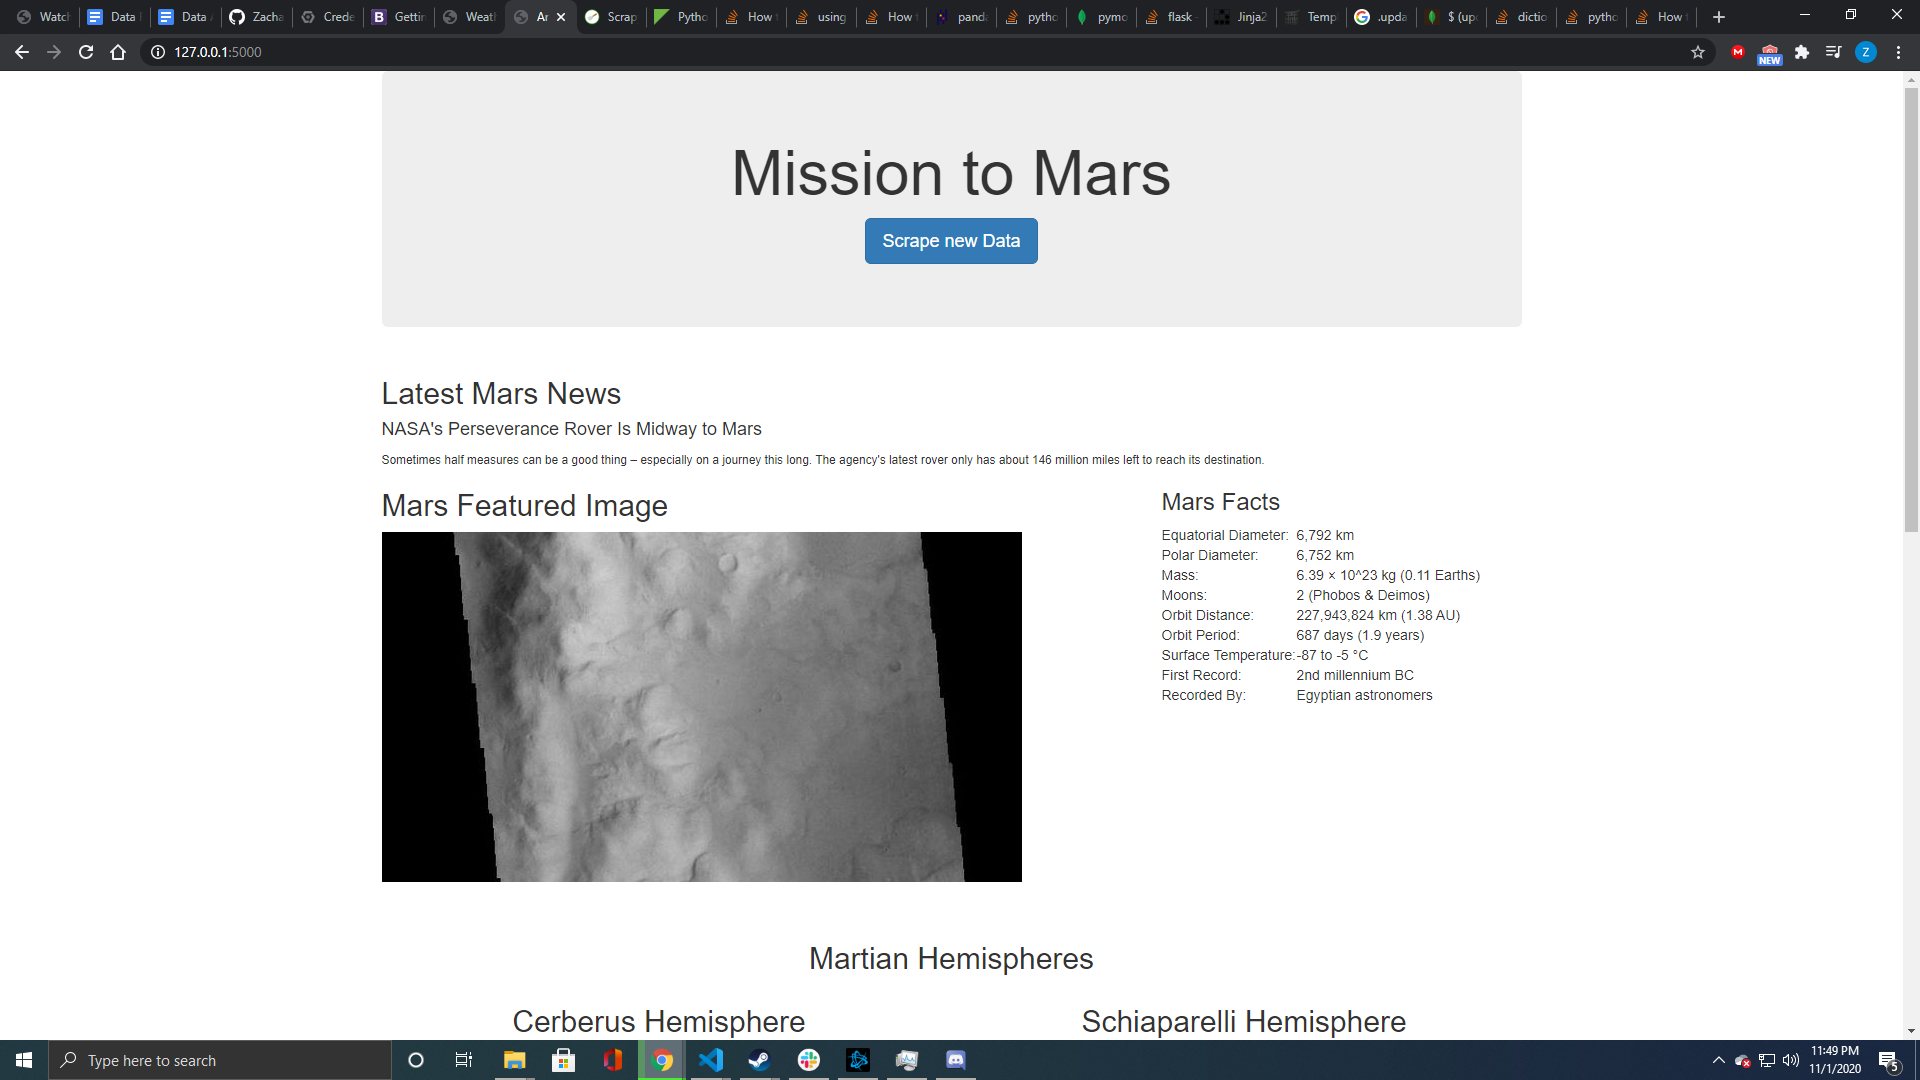 Watch
Data
Data
Zacha
Crede
Gettin
Weat
Ar
Scrap
Pytho
How
using
How
panda
pytho
pymo
flask
Jinja2
Temp
.upda
$ (upd
dictio
pytho
How
127.0.0.1:5000
NEW
Z
Mission to Mars
Scrape new Data
Latest Mars News
NASA's Perseverance Rover Is Midway to Mars
Sometimes half measures can be a good thing – especially on a journey this long. The agency's latest rover only has about 146 million miles left to reach its destination.
Mars Featured Image
Mars Facts
Equatorial Diameter: 6,792 km
Polar Diameter: 6,752 km
Mass: 6.39 × 10^23 kg (0.11 Earths)
Moons: 2 (Phobos & Deimos)
Orbit Distance: 227,943,824 km (1.38 AU)
Orbit Period: 687 days (1.9 years)
Surface Temperature: -87 to -5 °C
First Record: 2nd millennium BC
Recorded By: Egyptian astronomers
Martian Hemispheres
Cerberus Hemisphere
Schiaparelli Hemisphere
Type here to search
11:49 PM
11/1/2020
5